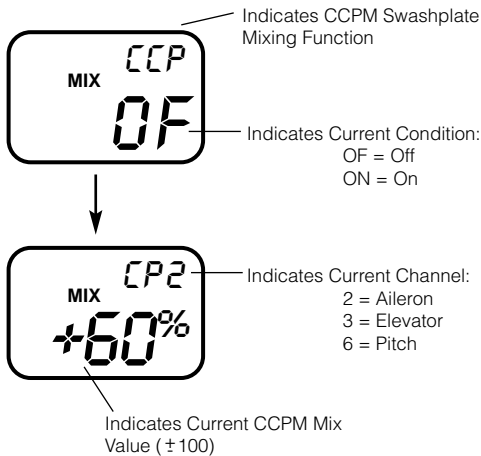 Indicates CCPM Swashplate
Mixing Function
CCP
MIX
OF
Indicates Current Condition:
OF = Off
ON = On
CP2
MIX
+60%
Indicates Current Channel:
2 = Aileron
3 = Elevator
6 = Pitch
Indicates Current CCPM Mix
Value (±100)